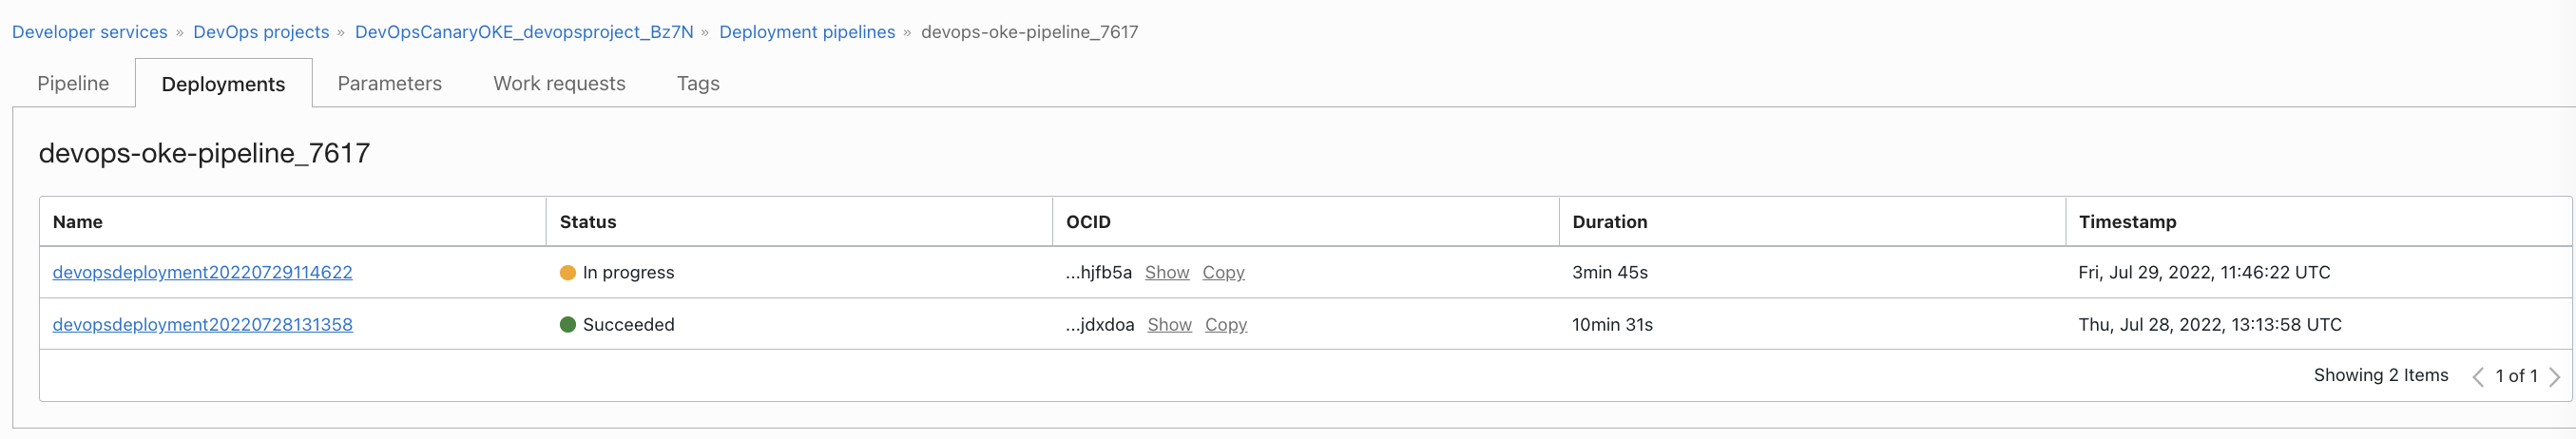 Developer services » DevOps projects » DevOpsCanaryOKE_devopsproject_Bz7N » Deployment pipelines » devops-oke-pipeline_7617
Pipeline Deployments Parameters Work requests Tags
devops-oke-pipeline_7617
Name Status OCID Duration Timestamp
devopsdeployment20220729114622 In progress ...hjfb5a Show Copy 3min 45s Fri, Jul 29, 2022, 11:46:22 UTC
devopsdeployment20220728131358 Succeeded ...jdxdoa Show Copy 10min 31s Thu, Jul 28, 2022, 13:13:58 UTC
Showing 2 Items 1 of 1